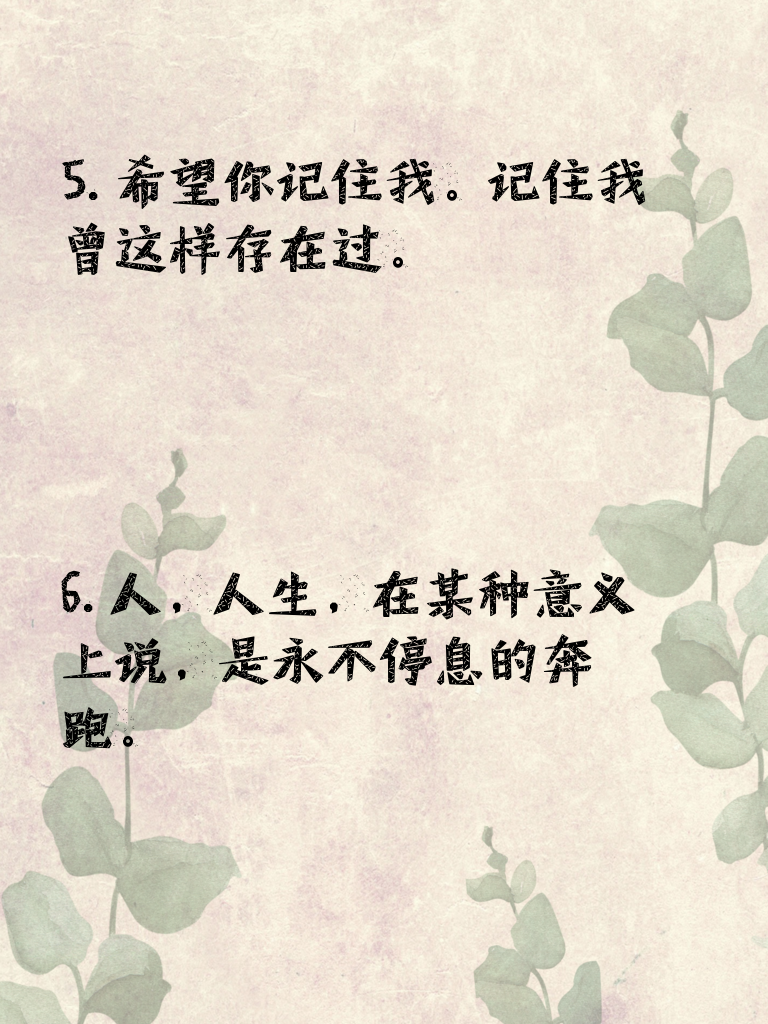 5. 希望你记住我。记住我
曾这样存在过。
6. 人，人生，在某种意义
上说，是永不停息的奔
跑。